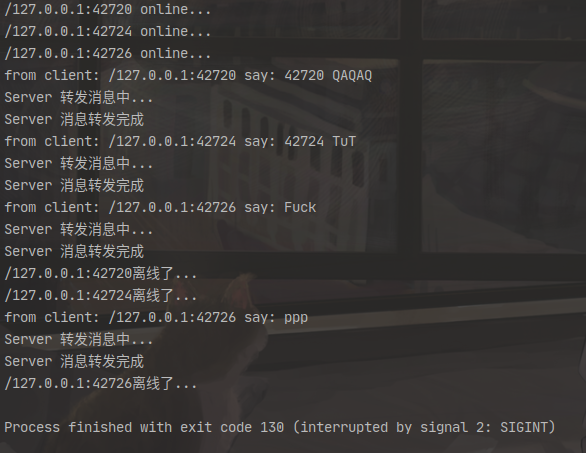 /127.0.0.1:42720 online...
/127.0.0.1:42724 online...
/127.0.0.1:42726 online...
from client: /127.0.0.1:42720 say: 42720 QAQAQ
Server 转发消息中...
Server 消息转发完成
from client: /127.0.0.1:42724 say: 42724 TuT
Server 转发消息中...
Server 消息转发完成
from client: /127.0.0.1:42726 say: Fuck
Server 转发消息中...
Server 消息转发完成
/127.0.0.1:42720离线了...
/127.0.0.1:42724离线了...
from client: /127.0.0.1:42726 say: ppp
Server 转发消息中...
Server 消息转发完成
/127.0.0.1:42726离线了...
Process finished with exit code 130 (interrupted by signal 2: SIGINT)